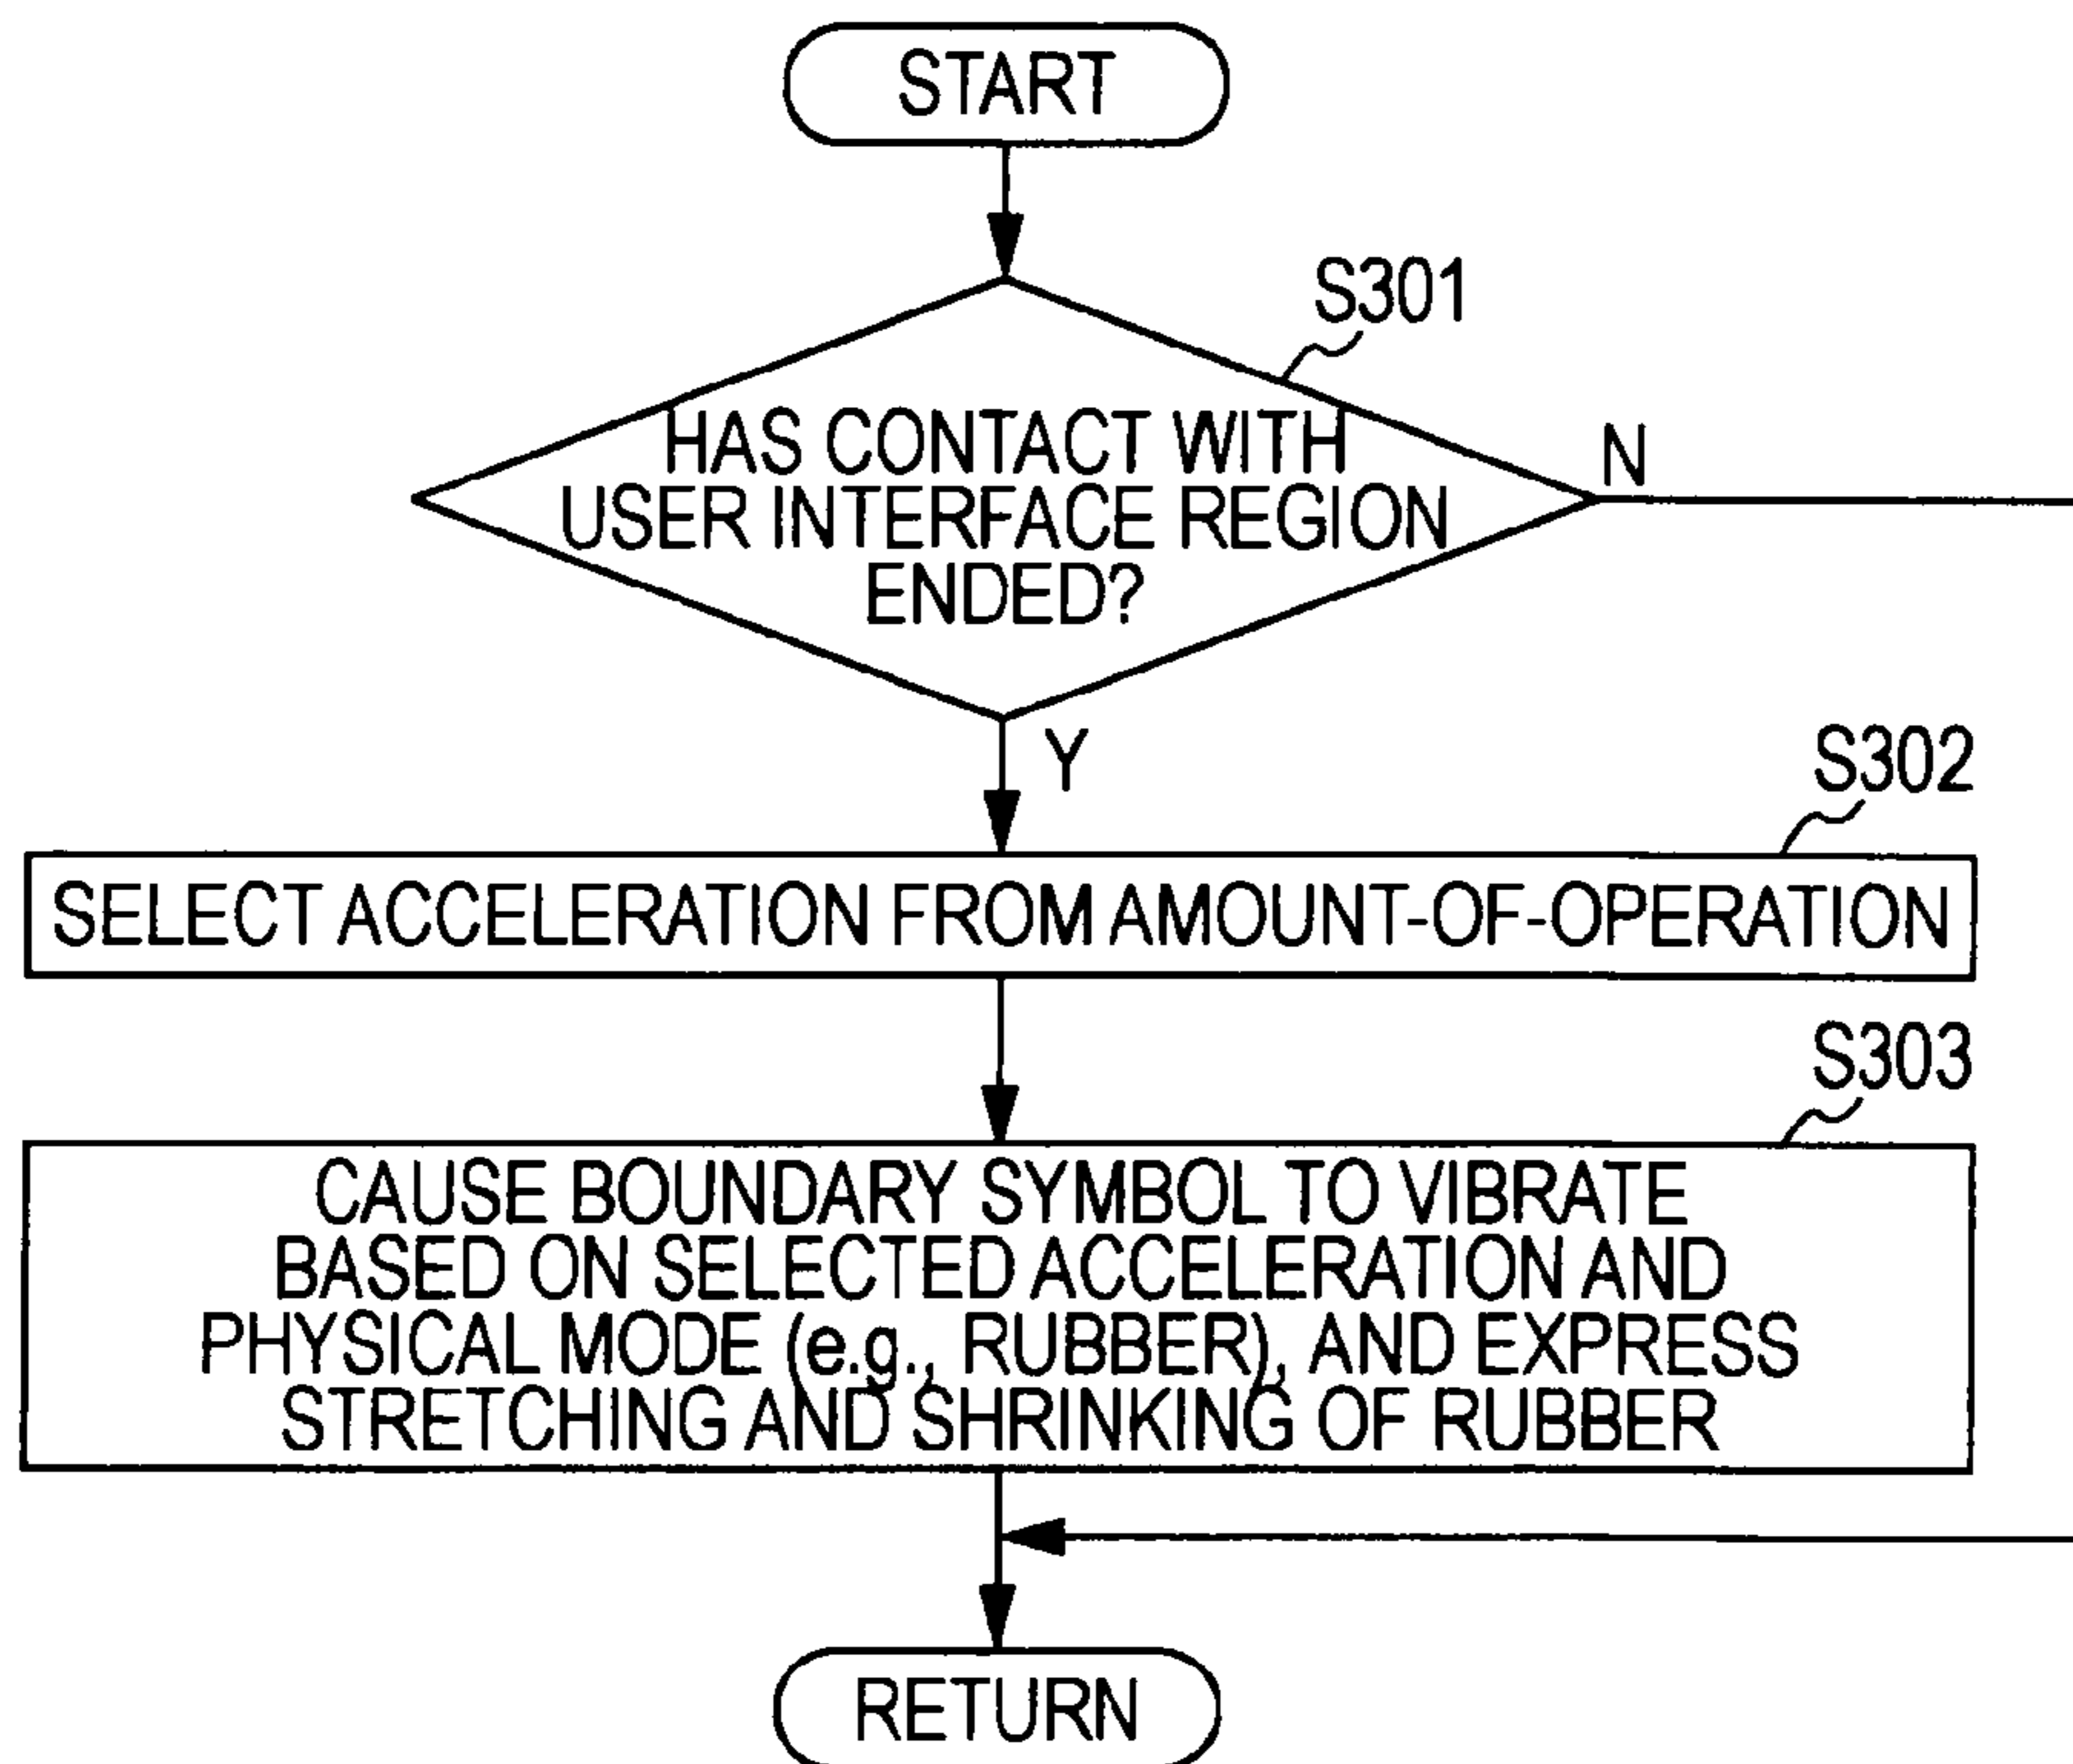 START
S301
HAS CONTACT WITH
USER INTERFACE REGION
ENDED?
N
Y
S302
SELECT ACCELERATION FROM AMOUNT-OF-OPERATION
S303
CAUSE BOUNDARY SYMBOL TO VIBRATE
BASED ON SELECTED ACCELERATION AND
PHYSICAL MODE (e.g., RUBBER), AND EXPRESS
STRETCHING AND SHRINKING OF RUBBER
RETURN